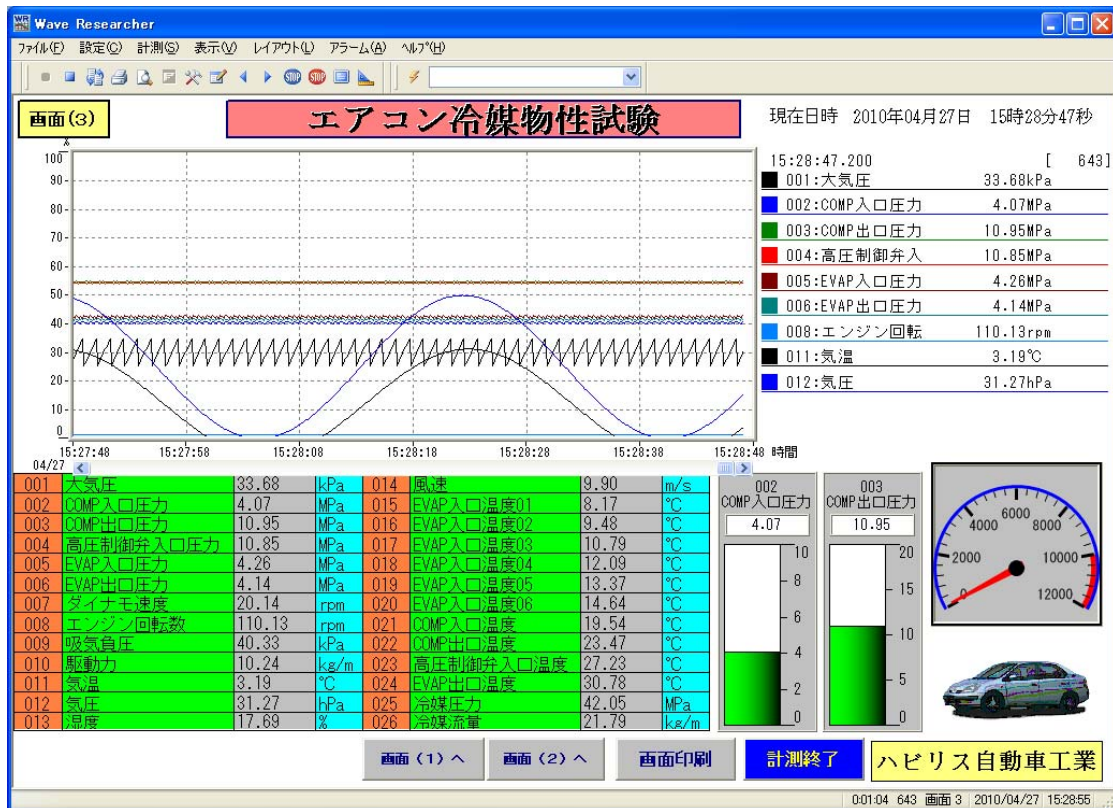 Wave Researcher
ファイル(F) 設定(C) 計測(S) 表示(V) レイアウト(L) アラーム(A) ヘルプ(H)
STOP STOP
画面(3)
エアコン冷媒物性試験
現在日時 2010年04月27日 15時28分47秒
%
100
90
80
70
60
50
40
30
20
10
0
15:27:48 15:27:58 15:28:08 15:28:18 15:28:28 15:28:38 15:28:48 時間
04/27
15:28:47.200 [ 643]
001:大気圧 33.68kPa
002:COMP入口圧力 4.07MPa
003:COMP出口圧力 10.95MPa
004:高圧制御弁入 10.85MPa
005:EVAP入口圧力 4.26MPa
006:EVAP出口圧力 4.14MPa
008:エンジン回転 110.13rpm
011:気温 3.19℃
012:気圧 31.27hPa
001 大気圧 33.68 kPa 014 風速 9.90 m/s
002 COMP入口圧力 4.07 MPa 015 EVAP入口温度01 8.17 ℃
003 COMP出口圧力 10.95 MPa 016 EVAP入口温度02 9.48 ℃
004 高圧制御弁入口圧力 10.85 MPa 017 EVAP入口温度03 10.79 ℃
005 EVAP入口圧力 4.26 MPa 018 EVAP入口温度04 12.09 ℃
006 EVAP出口圧力 4.14 MPa 019 EVAP入口温度05 13.37 ℃
007 ダイナモ速度 20.14 rpm 020 EVAP入口温度06 14.64 ℃
008 エンジン回転数 110.13 rpm 021 COMP入口温度 19.54 ℃
009 吸気負圧 40.33 kPa 022 COMP出口温度 23.47 ℃
010 駆動力 10.24 kg/m 023 高圧制御弁入口温度 27.23 ℃
011 気温 3.19 ℃ 024 EVAP出口温度 30.78 ℃
012 気圧 31.27 hPa 025 冷媒圧力 42.05 MPa
013 湿度 17.69 % 026 冷媒流量 21.79 kg/m
002
COMP入口圧力
4.07
10
8
6
4
2
0
003
COMP出口圧力
10.95
20
15
10
5
0
0 2000 4000 6000 8000 10000 12000
画面(1)へ 画面(2)へ 画面印刷 計測終了 ハビリス自動車工業
0:01:04 643 画面3 2010/04/27 15:28:55